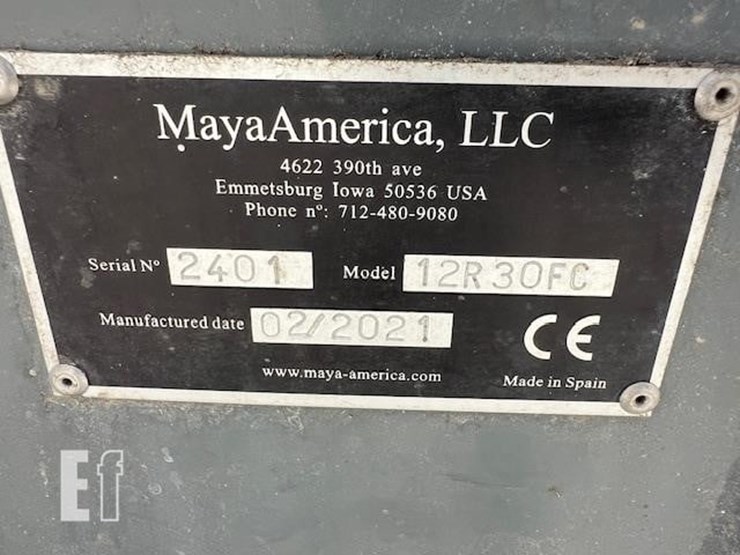 MayaAmerica, LLC
4622 390th ave
Emmetsburg Iowa 50536 USA
Phone nº: 712-480-9080
Serial Nº 2401 Model 12R30FC
Manufactured date 02/2021 CE
www.maya-america.com Made in Spain
Ef